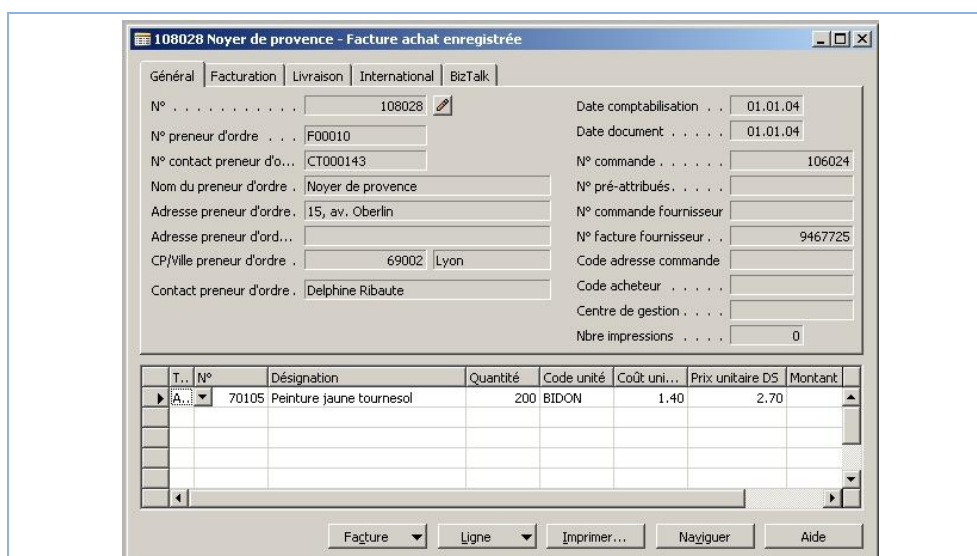 108028 Noyer de provence - Facture achat enregistrée
Général Facturation Livraison International BizTalk
N° . . . . . . . . . . . 108028
N° preneur d'ordre . . . F00010
N° contact preneur d'o... CT000143
Nom du preneur d'ordre . Noyer de provence
Adresse preneur d'ordre. 15, av. Oberlin
Adresse preneur d'ord...
CP/Ville preneur d'ordre . 69002 Lyon
Contact preneur d'ordre . Delphine Ribaute
Date comptabilisation . . 01.01.04
Date document . . . . . 01.01.04
N° commande . . . . . . 106024
N° pré-attribués. . . . .
N° commande fournisseur
N° facture fournisseur . . 9467725
Code adresse commande
Code acheteur . . . . .
Centre de gestion . . . .
Nbre impressions . . . . 0
T.. N° Désignation Quantité Code unité Coût uni... Prix unitaire DS Montant
A.. 70105 Peinture jaune tournesol 200 BIDON 1.40 2.70
Facture Ligne Imprimer... Naviguer Aide